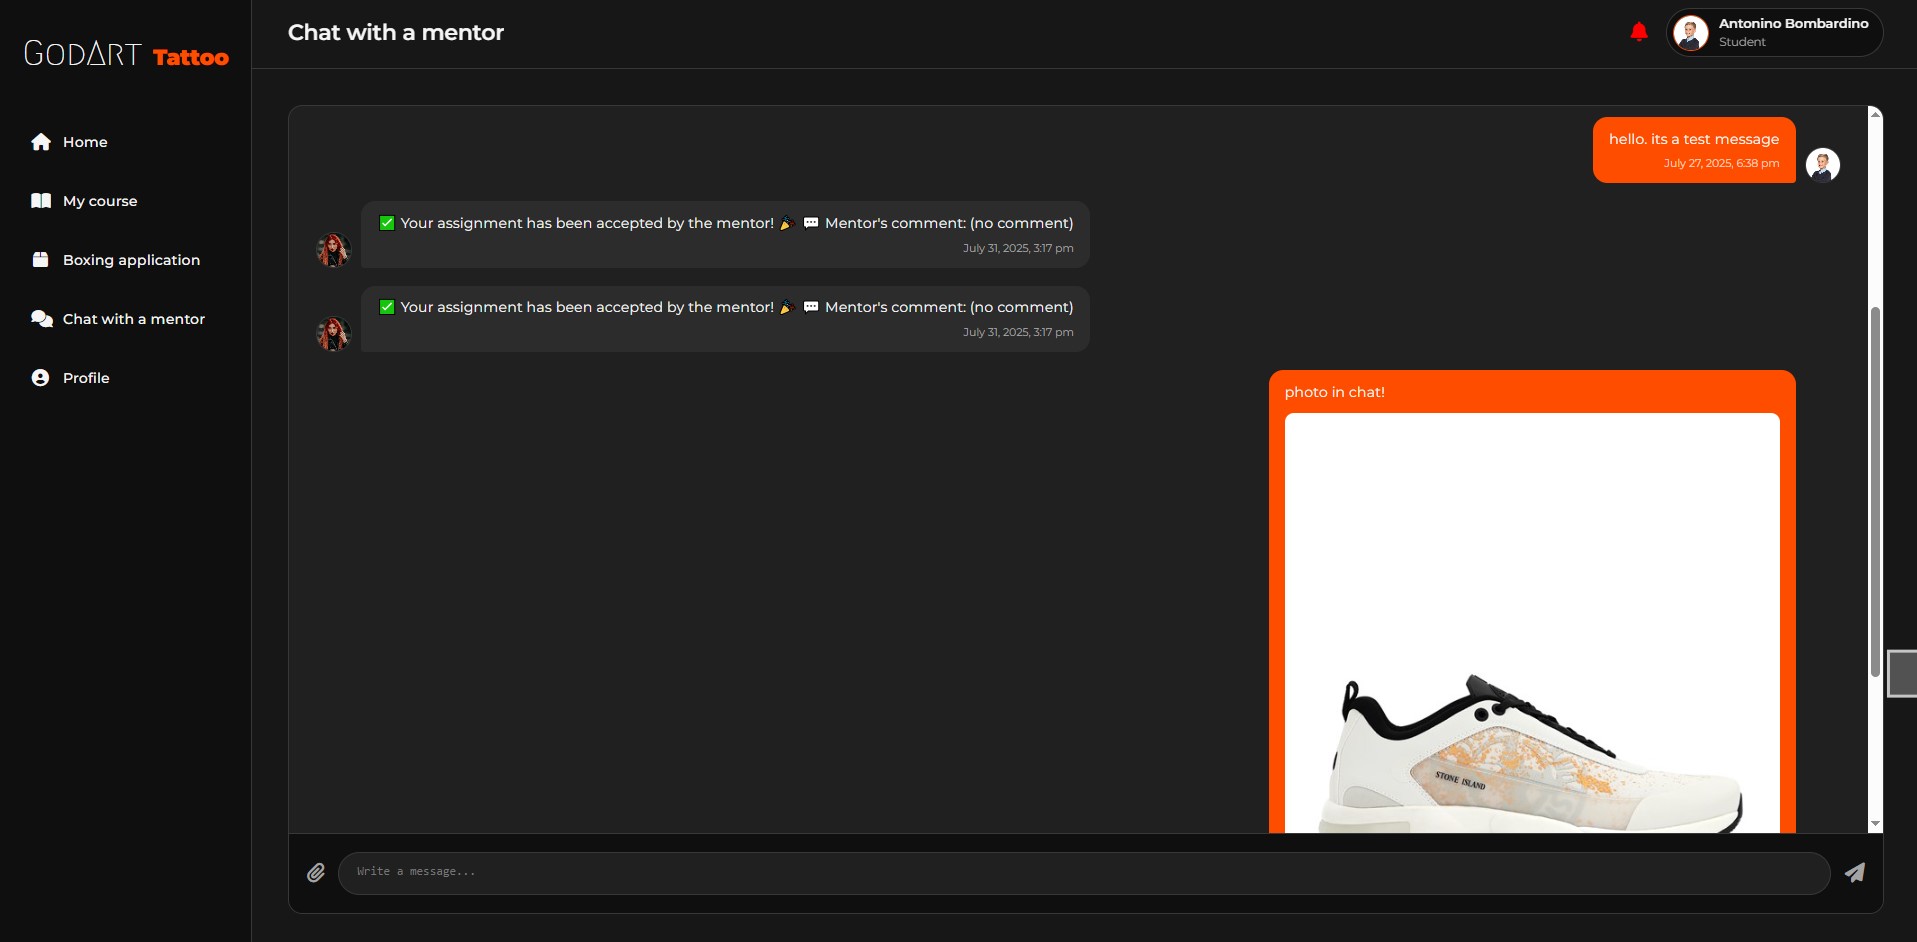 GODART Tattoo
Chat with a mentor
Antonino Bombardino
Student
Home
My course
Boxing application
Chat with a mentor
Profile
hello. its a test message
July 27, 2025, 6:38 pm
✅ Your assignment has been accepted by the mentor! 🎉 💬 Mentor's comment: (no comment)
July 31, 2025, 3:17 pm
✅ Your assignment has been accepted by the mentor! 🎉 💬 Mentor's comment: (no comment)
July 31, 2025, 3:17 pm
photo in chat!
STONE ISLAND
Write a message...